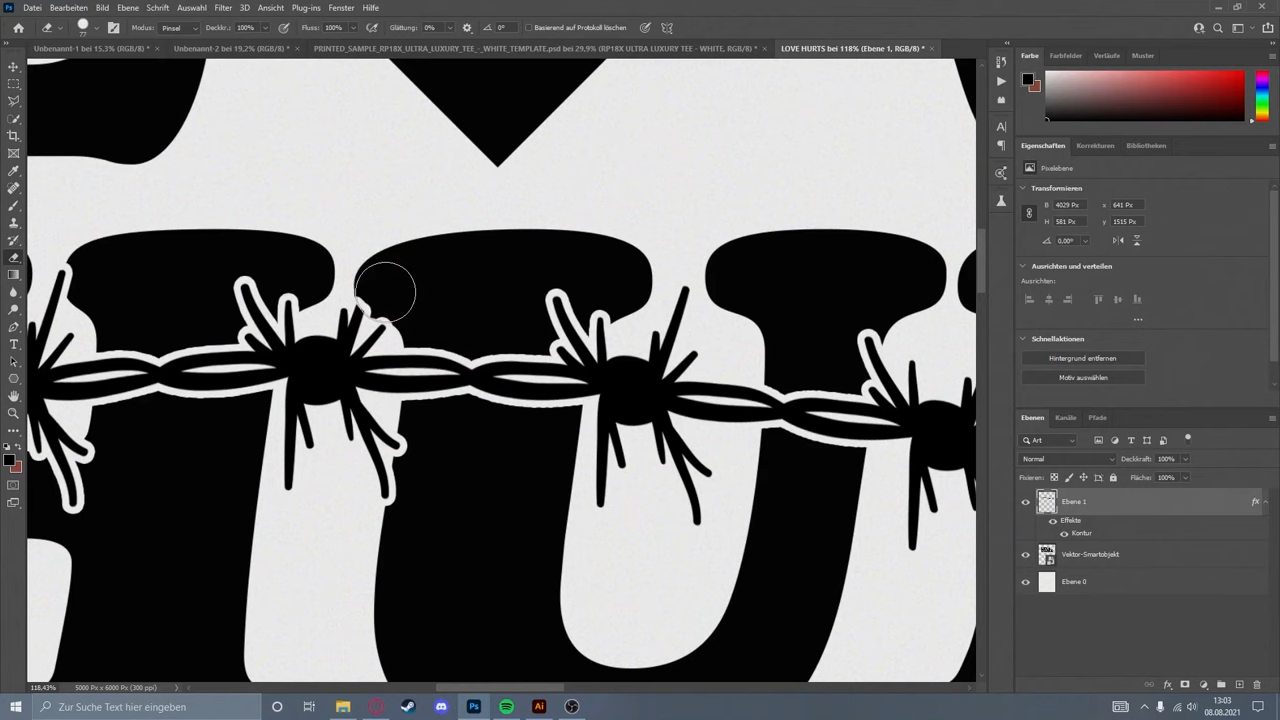 Datei Bearbeiten Bild Ebene Schrift Auswahl Filter 3D Ansicht Plug-ins Fenster Hilfe
77 Modus: Pinsel Deckkr.: 100% Fluss: 100% Glättung: 0% 0° Basierend auf Protokoll löschen
Unbenannt-1 bei 15,3% (RGB/8) * × Unbenannt-2 bei 19,2% (RGB/8) * × PRINTED_SAMPLE_RP18X_ULTRA_LUXURY_TEE_-_WHITE_TEMPLATE.psd bei 29,9% (RP18X ULTRA LUXURY TEE - WHITE, RGB/8) * × LOVE HURTS bei 118% (Ebene 1, RGB/8) * ×
Farbe Farbfelder Verläufe Muster
Eigenschaften Korrekturen Bibliotheken
Pixelebene
Transformieren
B 4029 Px x 641 Px
H 581 Px y 1515 Px
0,00°
Ausrichten und verteilen
Ausrichten:
Schnellaktionen
Hintergrund entfernen
Motiv auswählen
Ebenen Kanäle Pfade
Art
Normal Deckkraft: 100%
Fixieren: Fläche: 100%
Ebene 1 fx
Effekte
Kontur
Vektor-Smartobjekt
Ebene 0
118,43% 5000 Px x 6000 Px (300 ppi)
Zur Suche Text hier eingeben
13:03
08.08.2021